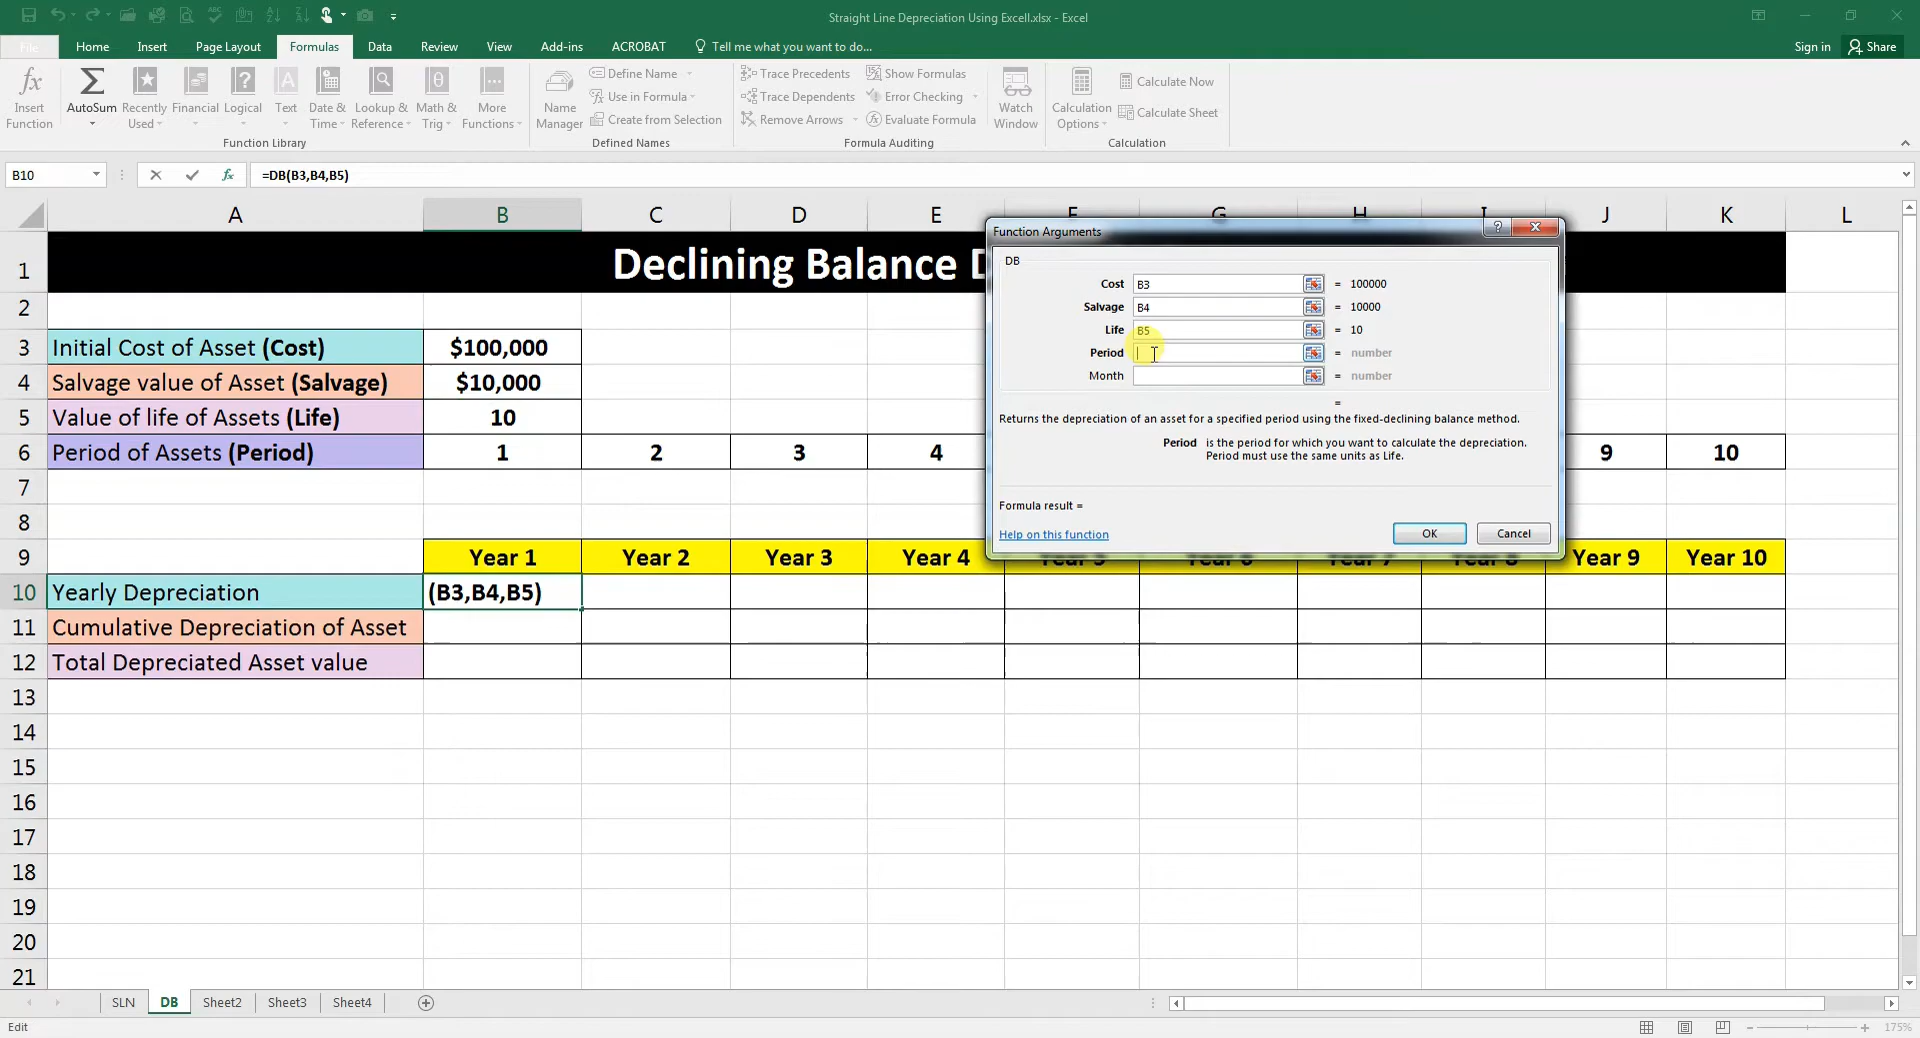 Straight Line Depreciation Using Excell.xlsx - Excel
File Home Insert Page Layout Formulas Data Review View Add-ins ACROBAT Tell me what you want to do... Sign in Share
Insert Function AutoSum Recently Used Financial Logical Text Date & Time Lookup & Reference Math & Trig More Functions
Function Library
Name Manager Define Name
Use in Formula
Create from Selection
Defined Names
Trace Precedents Show Formulas
Trace Dependents Error Checking
Remove Arrows Evaluate Formula
Formula Auditing
Watch Window
Calculation Options Calculate Now
Calculate Sheet
Calculation
B10 fx =DB(B3,B4,B5)
A B C D E F G H I J K L
1 Declining Balance D
2
3 Initial Cost of Asset (Cost) $100,000
4 Salvage value of Asset (Salvage) $10,000
5 Value of life of Assets (Life) 10
6 Period of Assets (Period) 1 2 3 4 9 10
7
8
9 Year 1 Year 2 Year 3 Year 4 Year 5 Year 6 Year 7 Year 8 Year 9 Year 10
10 Yearly Depreciation (B3,B4,B5)
11 Cumulative Depreciation of Asset
12 Total Depreciated Asset value
13
14
15
16
17
18
19
20
21
Function Arguments
DB
Cost B3 = 100000
Salvage B4 = 10000
Life B5 = 10
Period = number
Month = number
=
Returns the depreciation of an asset for a specified period using the fixed-declining balance method.
Period is the period for which you want to calculate the depreciation.
Period must use the same units as Life.
Formula result =
Help on this function OK Cancel
SLN DB Sheet2 Sheet3 Sheet4
Edit 175%